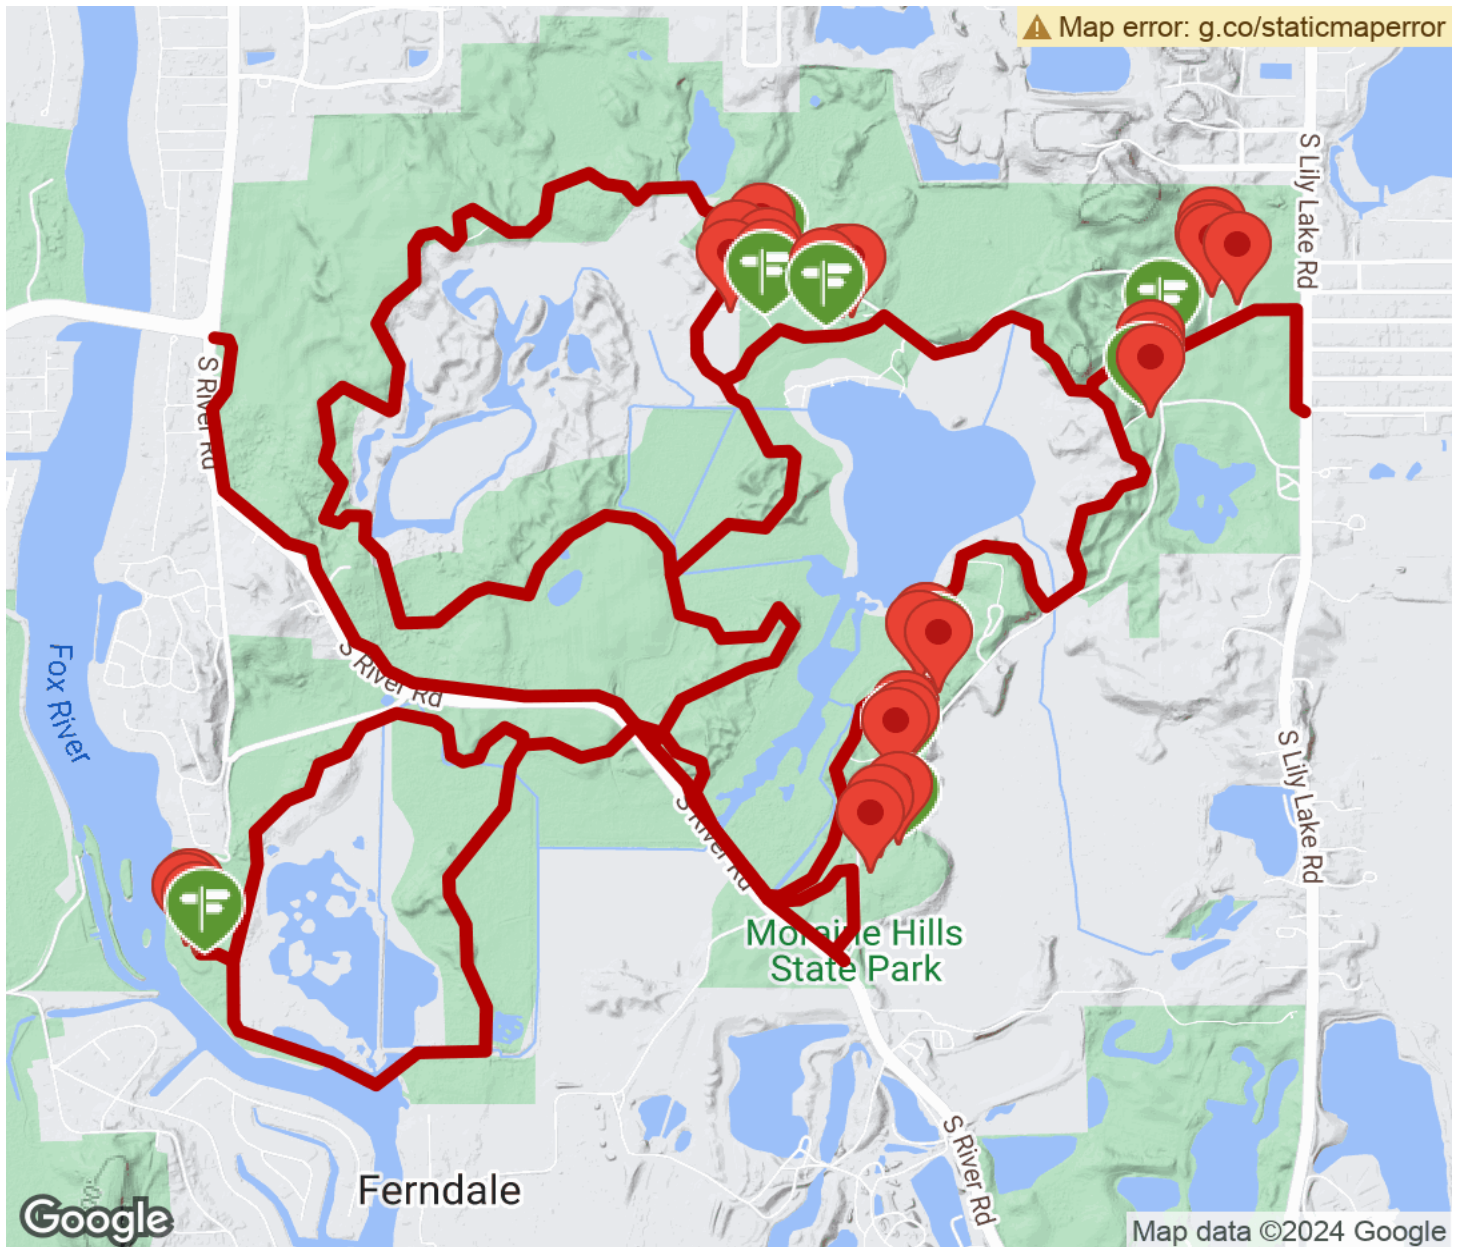 Map error: g.co/staticmaperror
S Lily Lake Rd
S River Rd
Fox River
S River Rd
S River Rd
S Lily Lake Rd
Moraine Hills
State Park
S River Rd
Ferndale
Google
Map data ©2024 Google